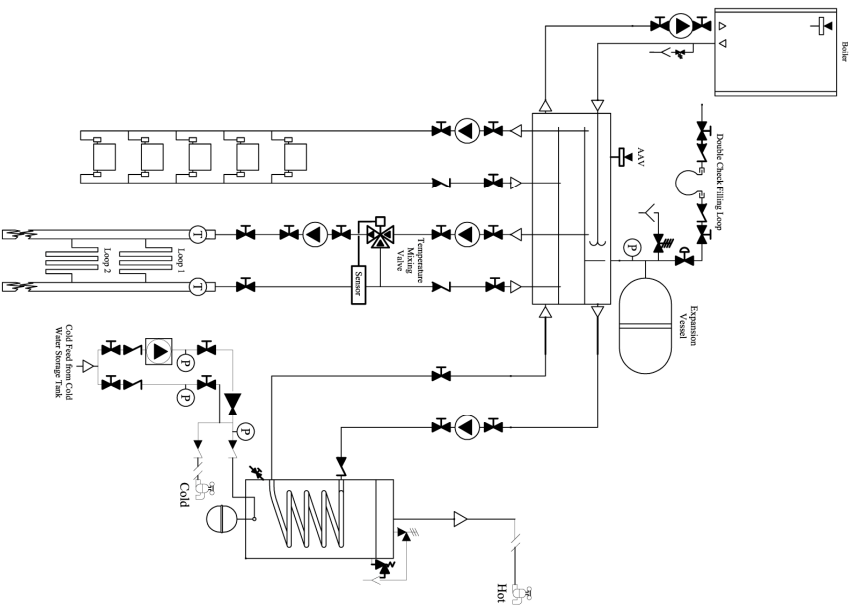 Boiler
Double Check Filling Loop
AAV
P
Expansion
Vessel
Temperature
Mixing
Valve
Sensor
T
T
Loop 1
Loop 2
Cold Feed from Cold
Water Storage Tank
P
P
P
Cold
Hot